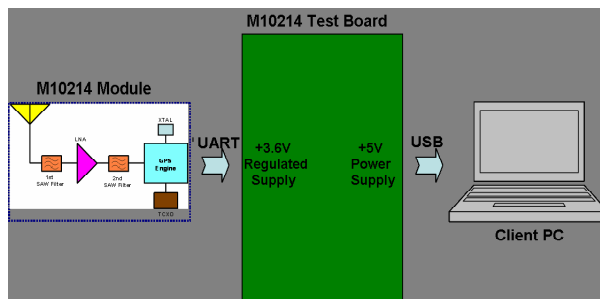 M10214 Test Board
M10214 Module
XTAL
LNA
GPS
Engine
1st
SAW Filter
2nd
SAW Filter
TCXO
UART
+3.6V
Regulated
Supply
+5V
Power
Supply
USB
Client PC